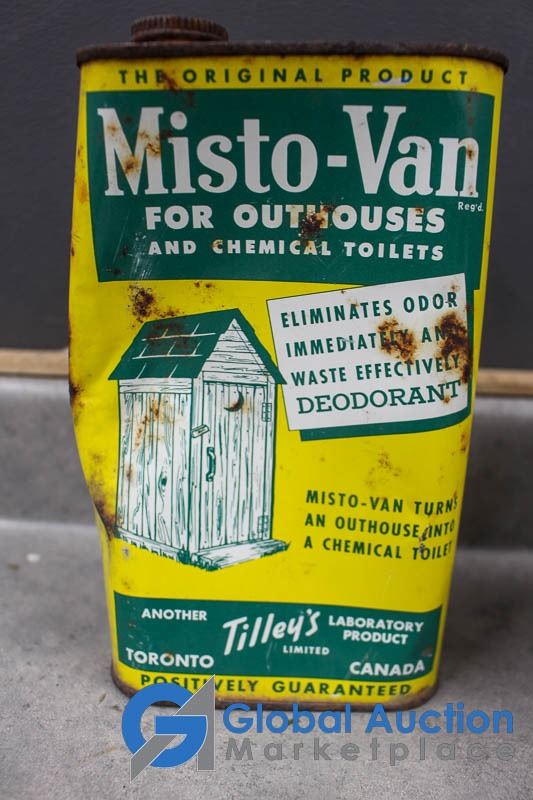 THE ORIGINAL PRODUCT
Misto-Van
Reg'd.
FOR OUTHOUSES
AND CHEMICAL TOILETS
ELIMINATES ODOR
IMMEDIATELY AND
WASTE EFFECTIVELY
DEODORANT
MISTO-VAN TURNS
AN OUTHOUSE INTO
A CHEMICAL TOILET
ANOTHER Tilley's LABORATORY
PRODUCT
LIMITED
TORONTO CANADA
POSITIVELY GUARANTEED
G Global Auction
Marketplace